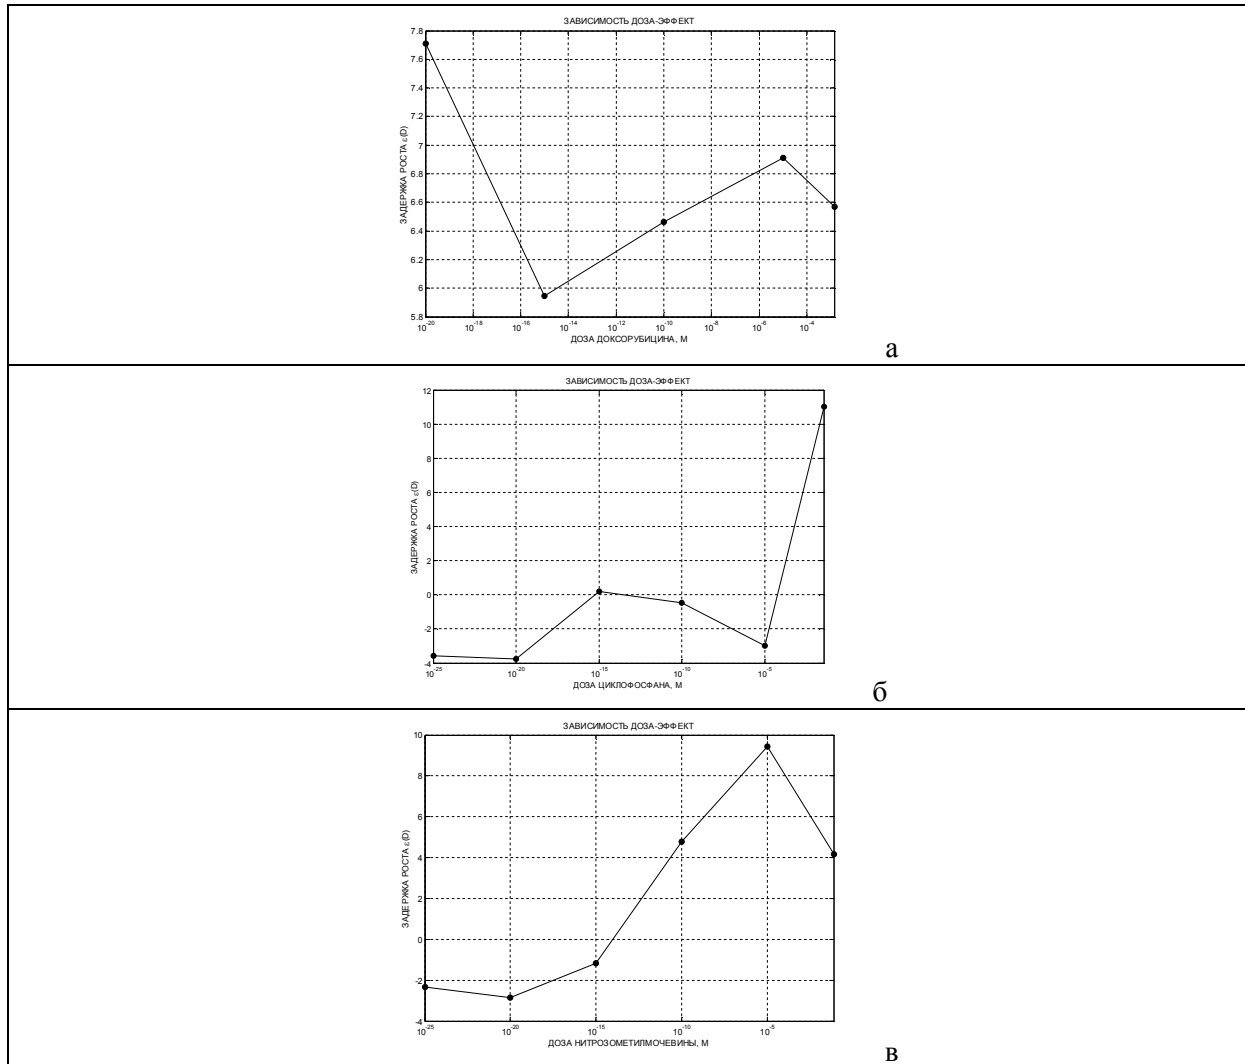 ЗАВИСИМОСТЬ ДОЗА-ЭФФЕКТ
ЗАДЕРЖКА РОСТА ε(D)
7.8
7.6
7.4
7.2
7
6.8
6.6
6.4
6.2
6
5.8
10^-20 10^-18 10^-16 10^-14 10^-12 10^-10 10^-8 10^-6 10^-4
ДОЗА ДОКСОРУБИЦИНА, М
а
ЗАВИСИМОСТЬ ДОЗА-ЭФФЕКТ
ЗАДЕРЖКА РОСТА ε(D)
12
10
8
6
4
2
0
-2
-4
10^-25 10^-20 10^-15 10^-10 10^-5
ДОЗА ЦИКЛОФОСФАНА, М
б
ЗАВИСИМОСТЬ ДОЗА-ЭФФЕКТ
ЗАДЕРЖКА РОСТА ε(D)
10
8
6
4
2
0
-2
-4
10^-25 10^-20 10^-15 10^-10 10^-5
ДОЗА НИТРОЗОМЕТИЛМОЧЕВИНЫ, М
в